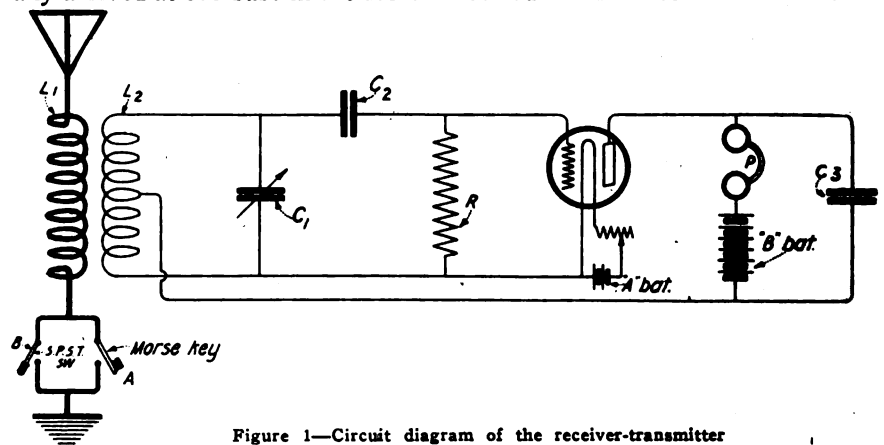 L1
L2
C2
C1
R
P
C3
"B" bat.
"A" bat.
B
S.P.S.T.
SW
Morse key
A
Figure 1—Circuit diagram of the receiver-transmitter